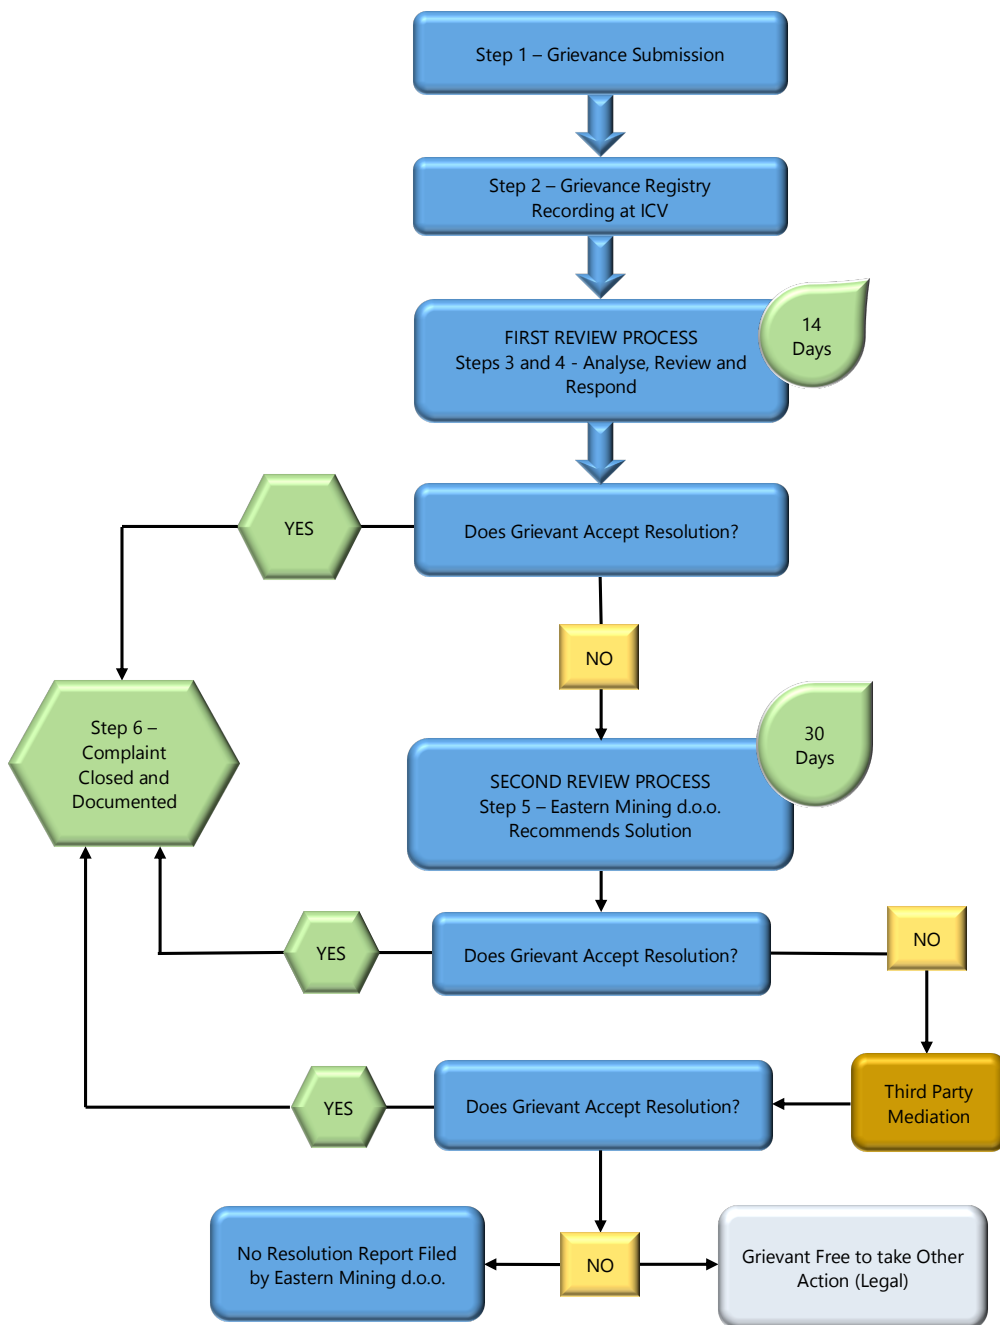 Step 1 – Grievance Submission
Step 2 – Grievance Registry
Recording at ICV
14
Days
FIRST REVIEW PROCESS
Steps 3 and 4 - Analyse, Review and
Respond
YES
Does Grievant Accept Resolution?
NO
Step 6 –
Complaint
Closed and
Documented
30
Days
SECOND REVIEW PROCESS
Step 5 – Eastern Mining d.o.o.
Recommends Solution
YES
Does Grievant Accept Resolution?
NO
YES
Does Grievant Accept Resolution?
Third Party
Mediation
No Resolution Report Filed
by Eastern Mining d.o.o.
NO
Grievant Free to take Other
Action (Legal)